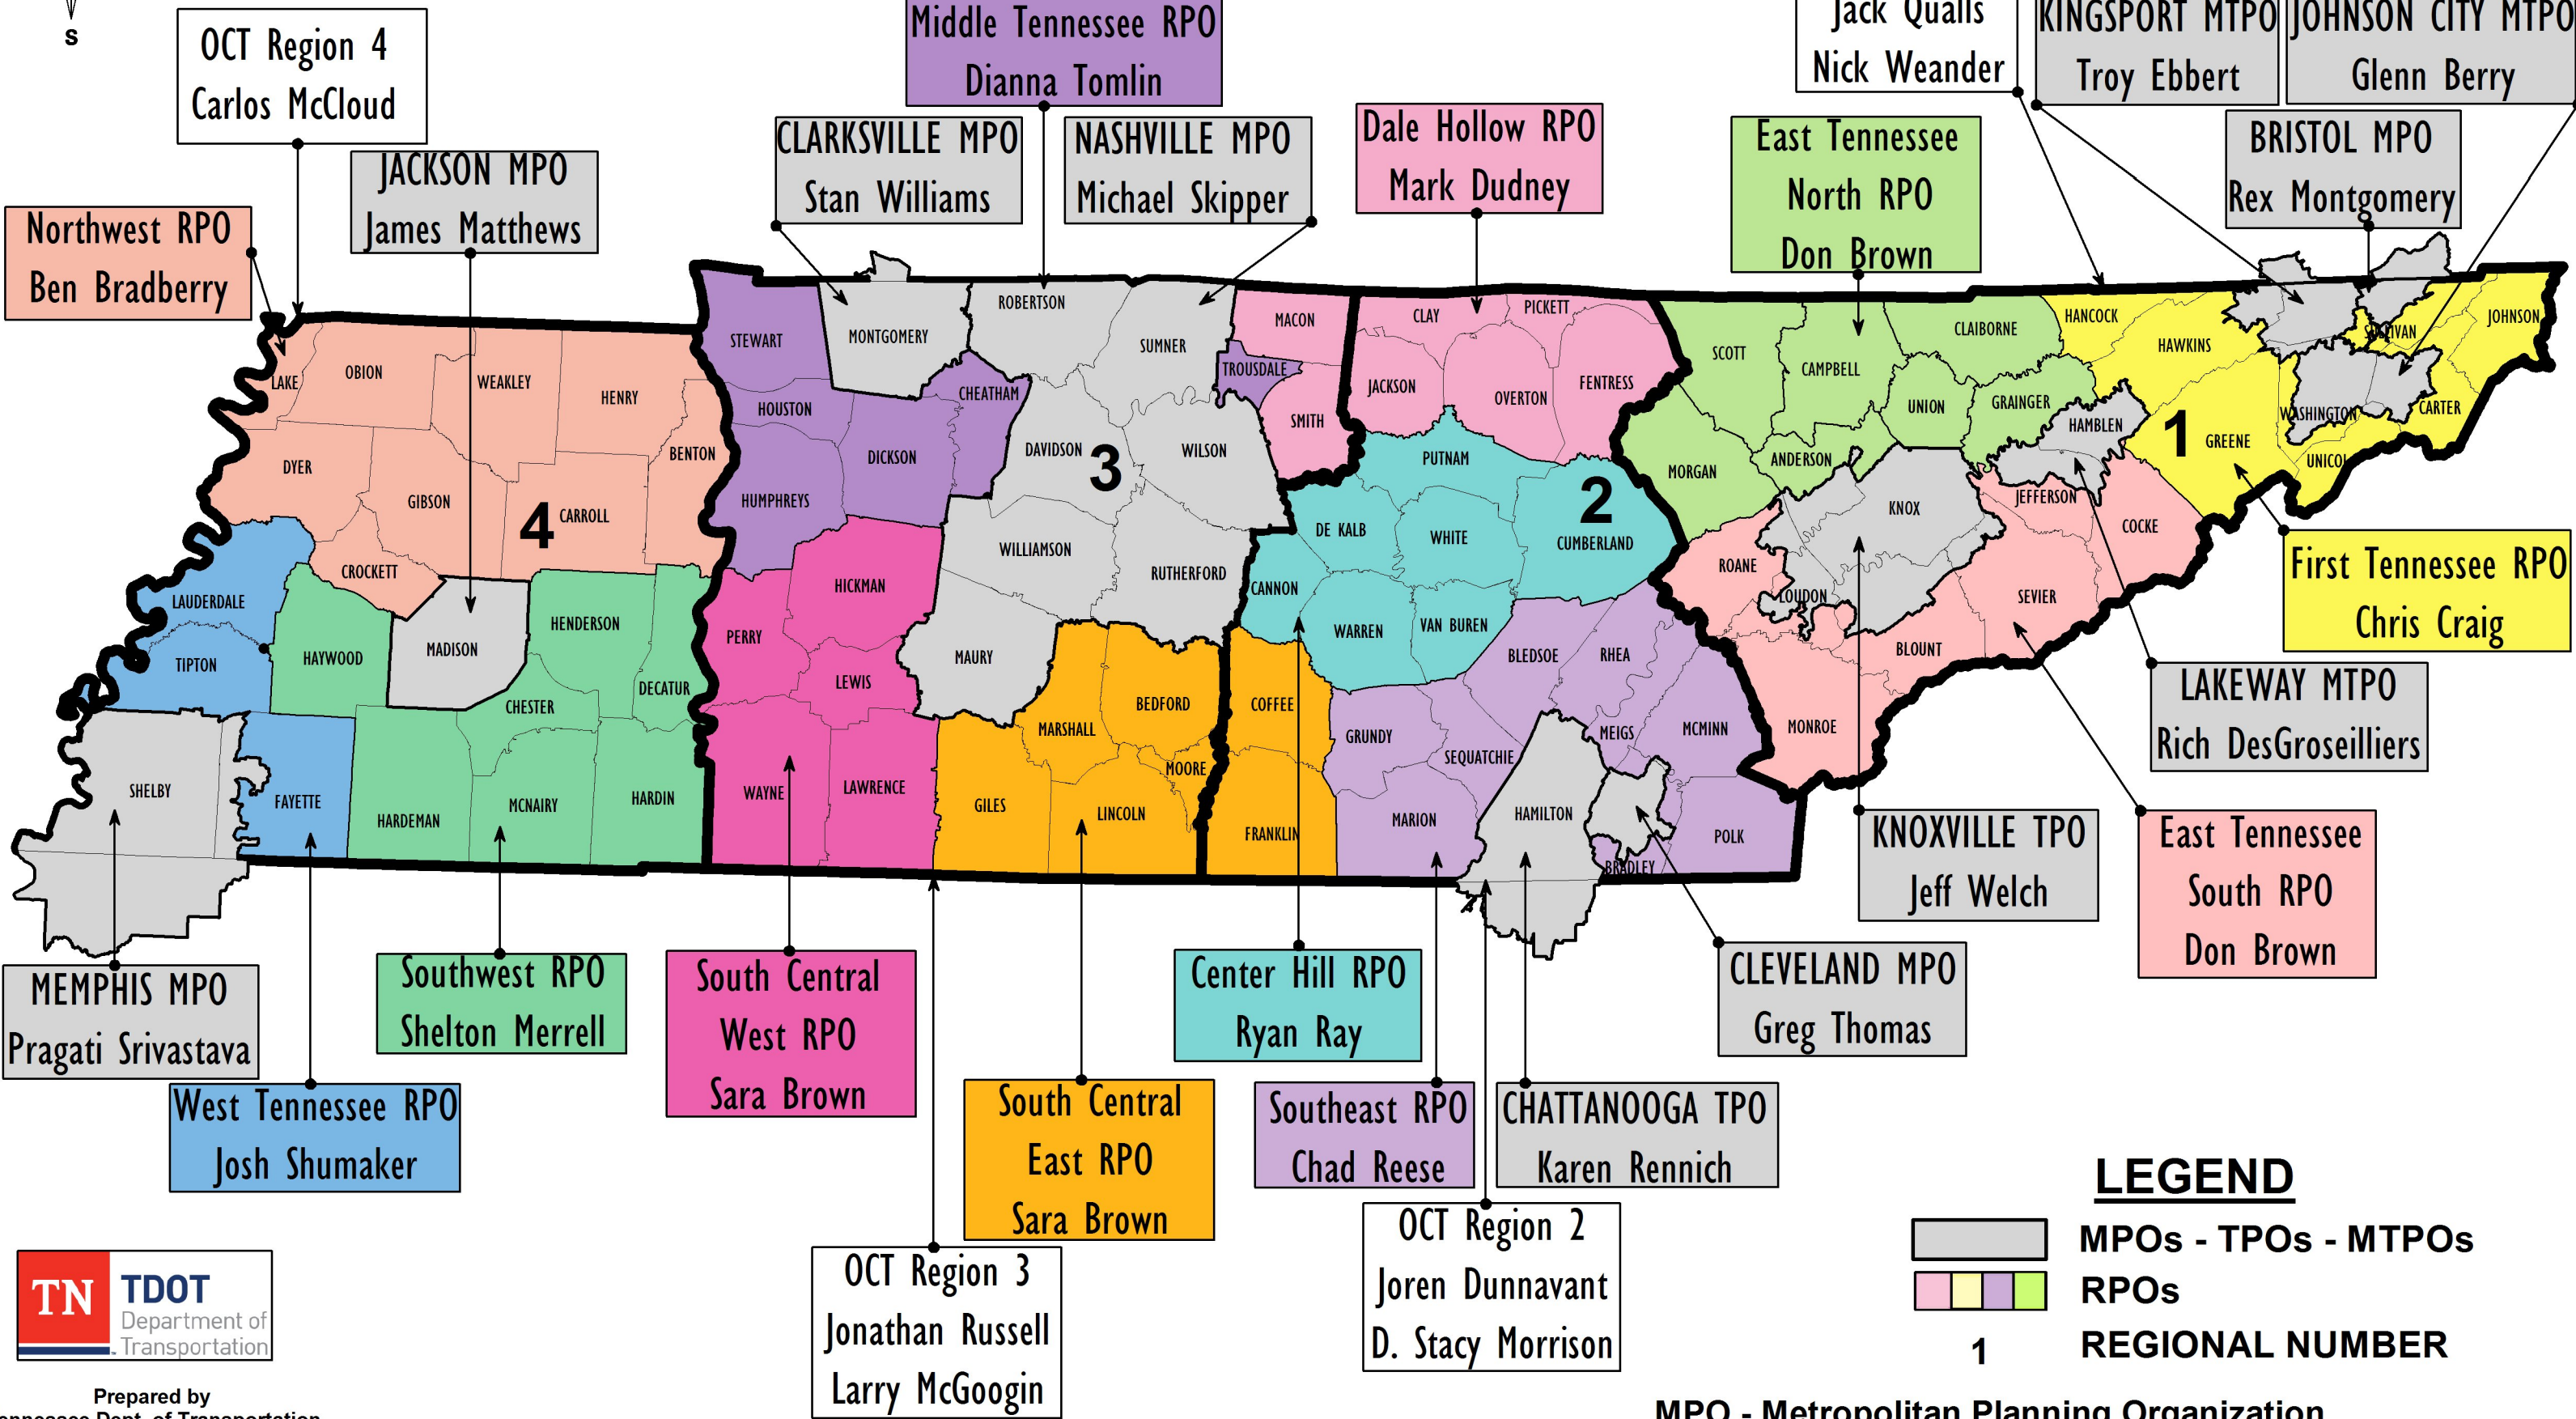 S
OCT Region 4
Carlos McCloud
Middle Tennessee RPO
Dianna Tomlin
Jack Qualls
Nick Weander
KINGSPORT MTPO
Troy Ebbert
JOHNSON CITY MTPO
Glenn Berry
JACKSON MPO
James Matthews
CLARKSVILLE MPO
Stan Williams
NASHVILLE MPO
Michael Skipper
Dale Hollow RPO
Mark Dudney
East Tennessee
North RPO
Don Brown
BRISTOL MPO
Rex Montgomery
Northwest RPO
Ben Bradberry
LAKE
OBION
WEAKLEY
HENRY
BENTON
DYER
GIBSON
4
CARROLL
CROCKETT
LAUDERDALE
TIPTON
HAYWOOD
MADISON
HENDERSON
CHESTER
DECATUR
SHELBY
FAYETTE
HARDEMAN
MCNAIRY
HARDIN
STEWART
MONTGOMERY
ROBERTSON
SUMNER
MACON
TROUSDALE
SMITH
HOUSTON
CHEATHAM
DICKSON
HUMPHREYS
DAVIDSON
3
WILSON
WILLIAMSON
RUTHERFORD
HICKMAN
PERRY
LEWIS
MAURY
WAYNE
LAWRENCE
GILES
MARSHALL
BEDFORD
MOORE
LINCOLN
CLAY
PICKETT
JACKSON
OVERTON
FENTRESS
PUTNAM
2
DE KALB
WHITE
CUMBERLAND
CANNON
WARREN
VAN BUREN
COFFEE
FRANKLIN
GRUNDY
SEQUATCHIE
BLEDSOE
RHEA
MEIGS
MCMINN
MARION
HAMILTON
BRADLEY
POLK
SCOTT
CAMPBELL
CLAIBORNE
UNION
GRAINGER
MORGAN
ANDERSON
HANCOCK
HAWKINS
SULLIVAN
JOHNSON
HAMBLEN
1
GREENE
WASHINGTON
CARTER
UNICOI
KNOX
JEFFERSON
COCKE
ROANE
LOUDON
SEVIER
BLOUNT
MONROE
First Tennessee RPO
Chris Craig
LAKEWAY MTPO
Rich DesGroseilliers
KNOXVILLE TPO
Jeff Welch
East Tennessee
South RPO
Don Brown
CLEVELAND MPO
Greg Thomas
MEMPHIS MPO
Pragati Srivastava
Southwest RPO
Shelton Merrell
South Central
West RPO
Sara Brown
Center Hill RPO
Ryan Ray
West Tennessee RPO
Josh Shumaker
South Central
East RPO
Sara Brown
Southeast RPO
Chad Reese
CHATTANOOGA TPO
Karen Rennich
OCT Region 3
Jonathan Russell
Larry McGoogin
OCT Region 2
Joren Dunnavant
D. Stacy Morrison
LEGEND
MPOs - TPOs - MTPOs
RPOs
1 REGIONAL NUMBER
TN
TDOT
Department of
Transportation
Prepared by
Tennessee Dept. of Transportation
MPO - Metropolitan Planning Organization